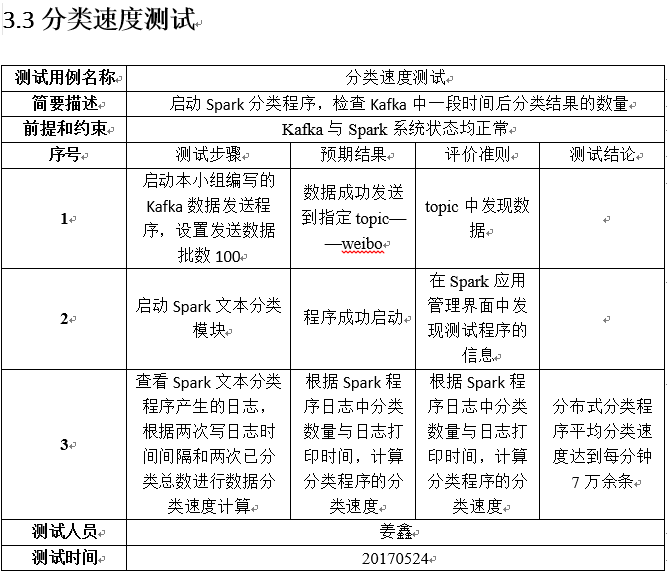 3.3 分类速度测试
测试用例名称 分类速度测试
简要描述 启动 Spark 分类程序，检查 Kafka 中一段时间后分类结果的数量
前提和约束 Kafka 与 Spark 系统状态均正常
序号 测试步骤 预期结果 评价准则 测试结论
1
启动本小组编写的
Kafka 数据发送程
序，设置发送数据
批数 100
数据成功发送
到指定 topic—
—weibo
topic 中发现数
据
2
启动 Spark 文本分类
模块
程序成功启动
在 Spark 应用
管理界面中发
现测试程序的
信息
3
查看 Spark 文本分类
程序产生的日志，
根据两次写日志时
间间隔和两次已分
类总数进行数据分
类速度计算
根据 Spark 程
序日志中分类
数量与日志打
印时间，计算
分类程序的分
类速度
根据 Spark 程
序日志中分类
数量与日志打
印时间，计算
分类程序的分
类速度
分布式分类程
序平均分类速
度达到每分钟
7 万余条
测试人员 姜鑫
测试时间 20170524